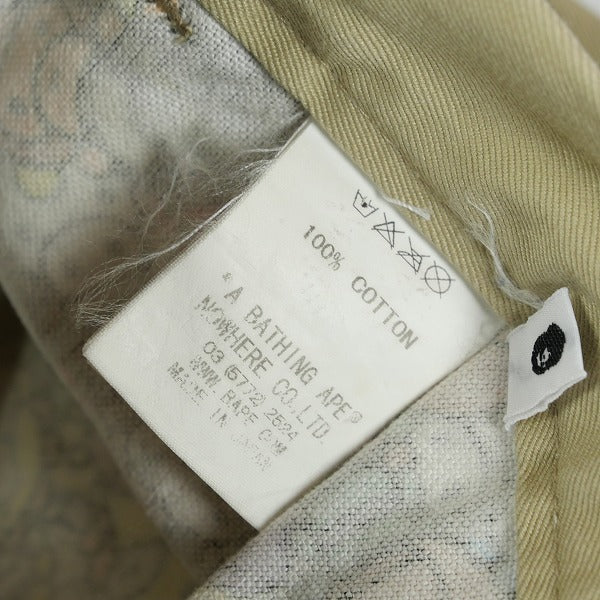 100% COTTON
*A BATHING APE®
NOWHERE CO.,LTD.
03 (5772) 2524
WWW. BAPE. COM
MADE IN JAPAN